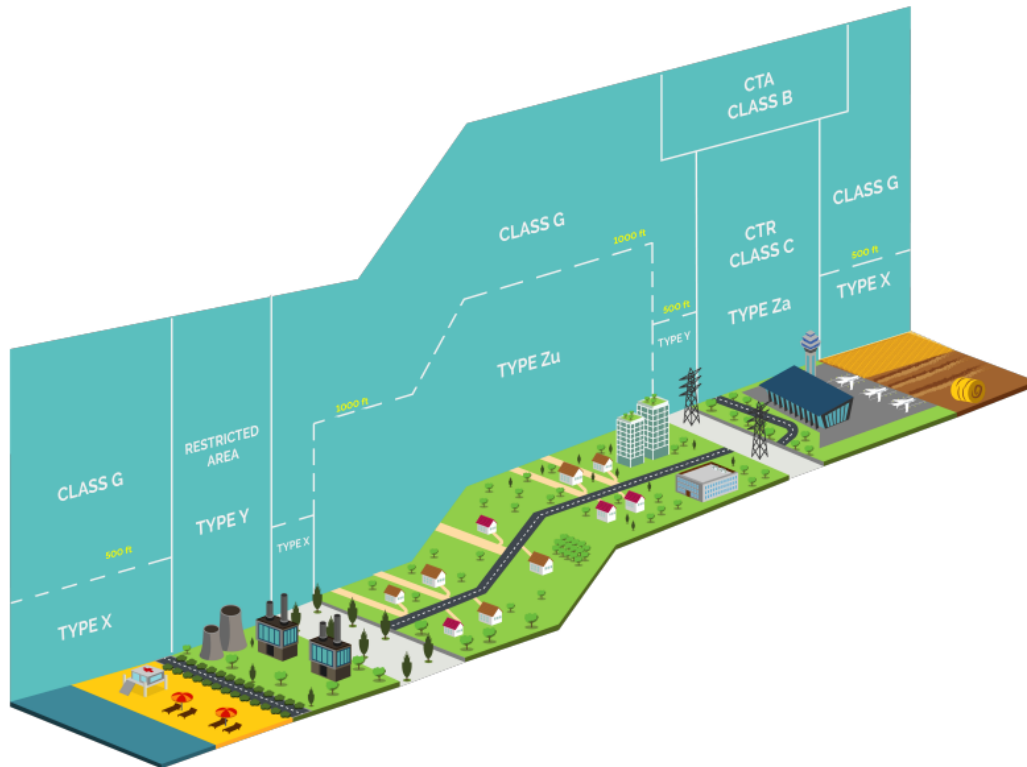 CTA
CLASS B
CLASS G
CLASS G
1000 ft
CTR
CLASS C
500 ft
TYPE X
500 ft
TYPE Za
TYPE Y
TYPE Zu
1000 ft
RESTRICTED
AREA
CLASS G
TYPE Y
TYPE X
500 ft
TYPE X